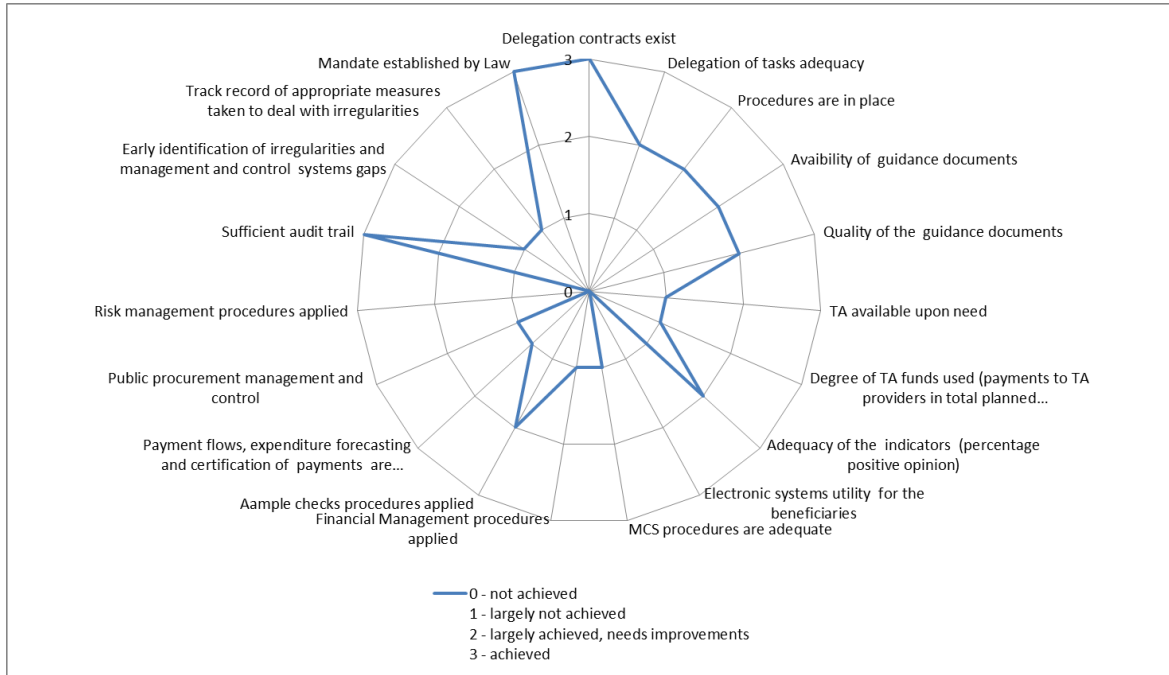 Delegation contracts exist
Delegation of tasks adequacy
Procedures are in place
Avaibility of guidance documents
Quality of the guidance documents
TA available upon need
Degree of TA funds used (payments to TA
providers in total planned...
Adequacy of the indicators (percentage
positive opinion)
Electronic systems utility for the
beneficiaries
MCS procedures are adequate
Financial Management procedures
applied
Aample checks procedures applied
Payment flows, expenditure forecasting
and certification of payments are...
Public procurement management and
control
Risk management procedures applied
Sufficient audit trail
Early identification of irregularities and
management and control systems gaps
Track record of appropriate measures
taken to deal with irregularities
Mandate established by Law
3
2
1
0
0 - not achieved
1 - largely not achieved
2 - largely achieved, needs improvements
3 - achieved